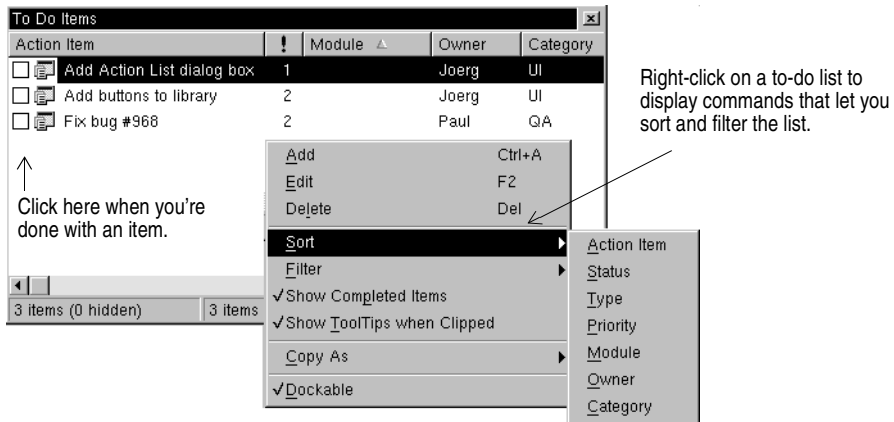 To Do Items
Action Item ! Module Owner Category
Add Action List dialog box 1 Joerg UI
Add buttons to library 2 Joerg UI
Fix bug #968 2 Paul QA
Right-click on a to-do list to
display commands that let you
sort and filter the list.
Click here when you're
done with an item.
Add Ctrl+A
Edit F2
Delete Del
Sort
Filter
✓Show Completed Items
✓Show ToolTips when Clipped
Copy As
✓Dockable
Action Item
Status
Type
Priority
Module
Owner
Category
3 items (0 hidden) 3 items